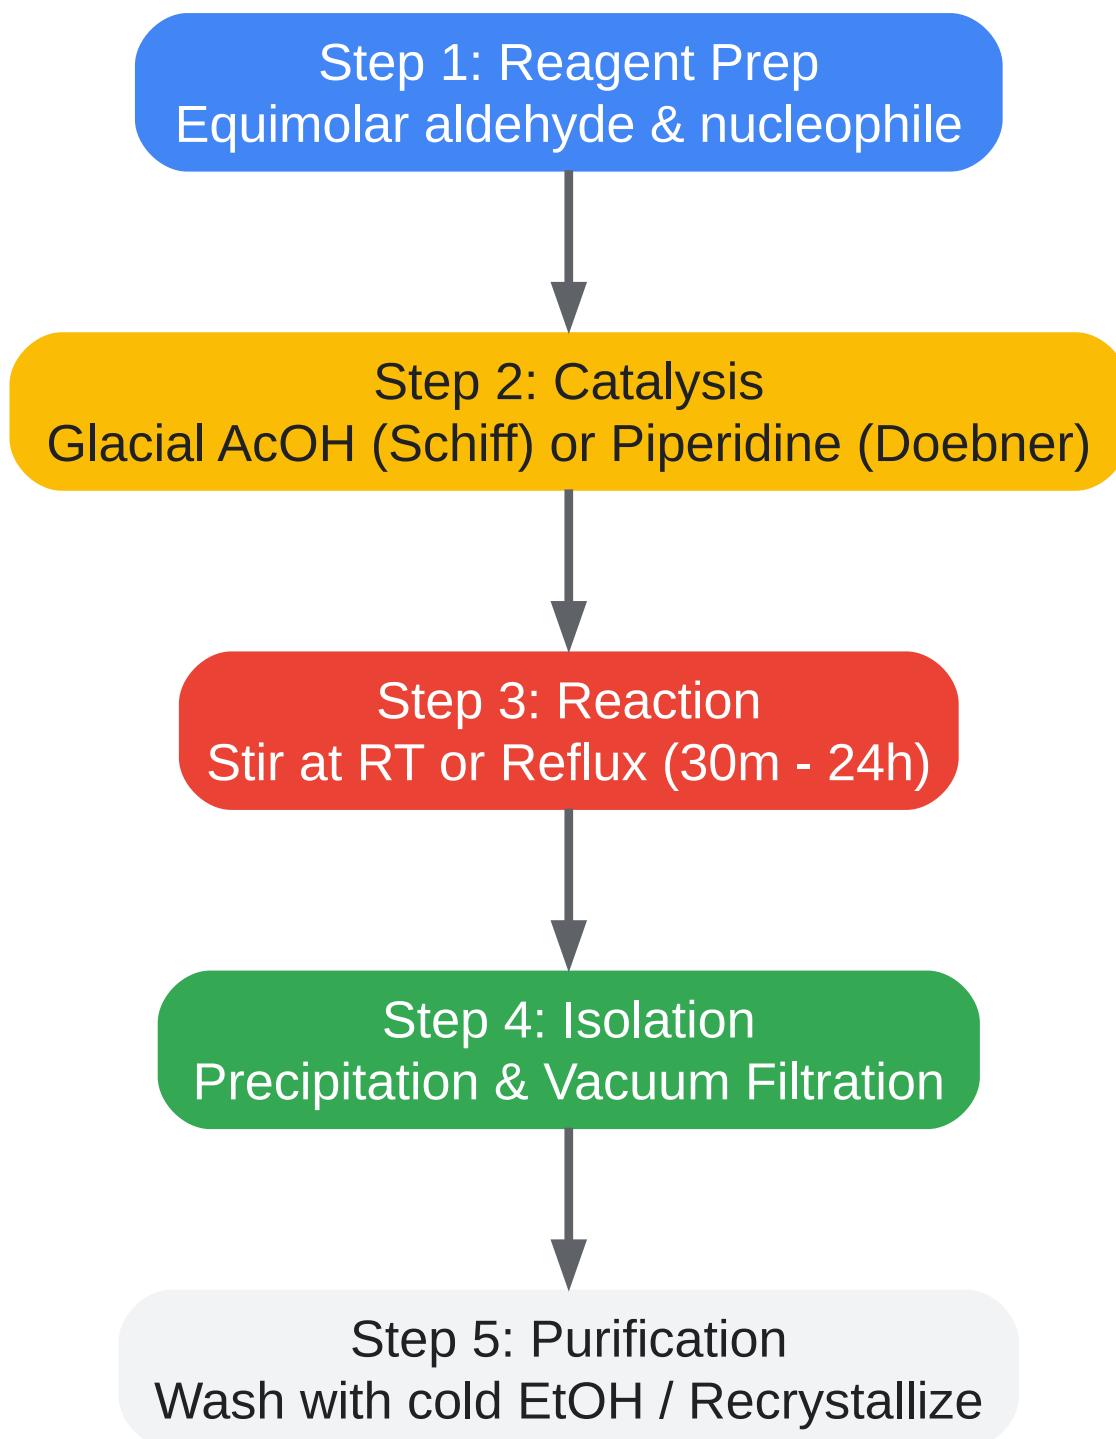 Step 1: Reagent Prep
Equimolar aldehyde & nucleophile
Step 2: Catalysis
Glacial AcOH (Schiff) or Piperidine (Doebner)
Step 3: Reaction
Stir at RT or Reflux (30m - 24h)
Step 4: Isolation
Precipitation & Vacuum Filtration
Step 5: Purification
Wash with cold EtOH / Recrystallize